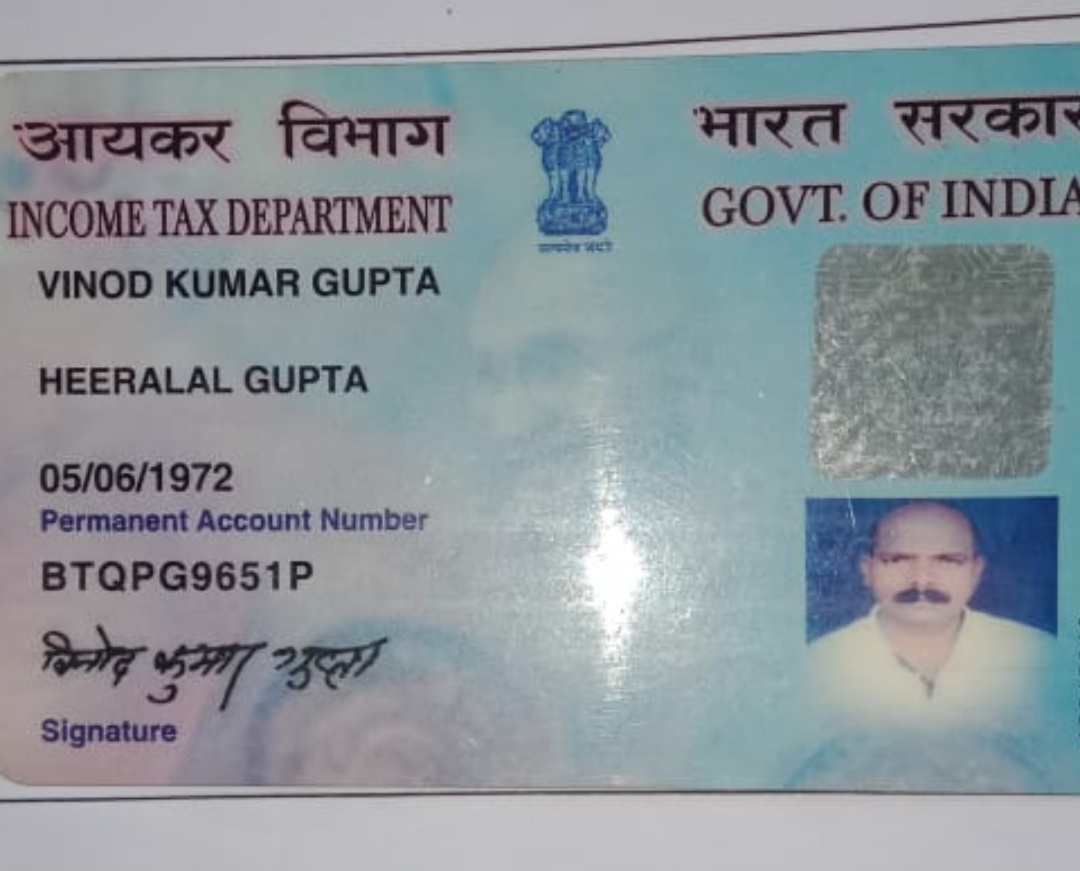 आयकर विभाग
भारत सरकार
INCOME TAX DEPARTMENT
GOVT. OF INDIA
सत्यमेव जयते
VINOD KUMAR GUPTA
HEERALAL GUPTA
05/06/1972
Permanent Account Number
BTQPG9651P
विनोद कुमार गुप्ता
Signature